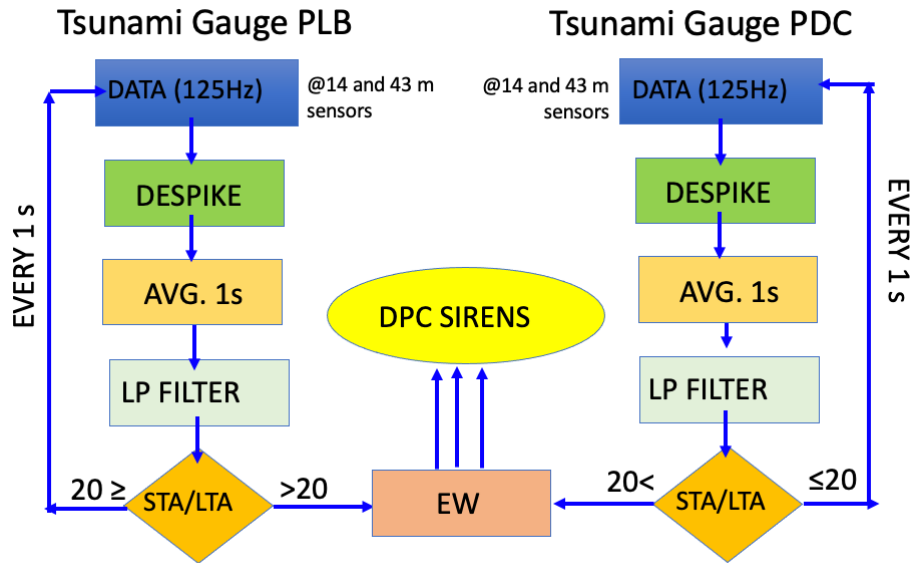 Tsunami Gauge PLB
Tsunami Gauge PDC
DATA (125Hz)
@14 and 43 m
sensors
@14 and 43 m
sensors
DATA (125Hz)
DESPIKE
DESPIKE
EVERY 1 s
EVERY 1 s
AVG. 1s
AVG. 1s
DPC SIRENS
LP FILTER
LP FILTER
20 ≥
STA/LTA
>20
EW
20<
STA/LTA
≤20